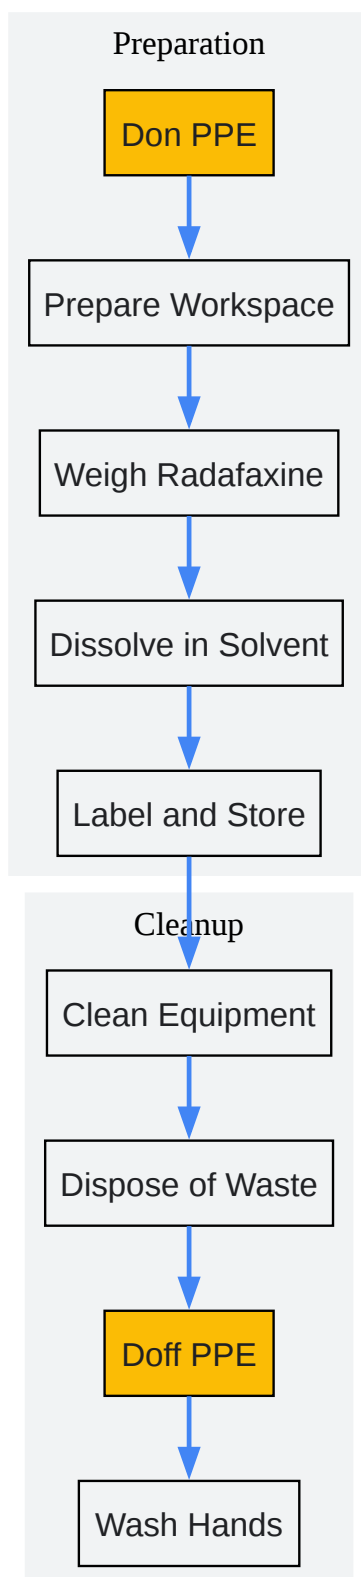 Preparation
Don PPE
Prepare Workspace
Weigh Radafaxine
Dissolve in Solvent
Label and Store
Cleanup
Clean Equipment
Dispose of Waste
Doff PPE
Wash Hands